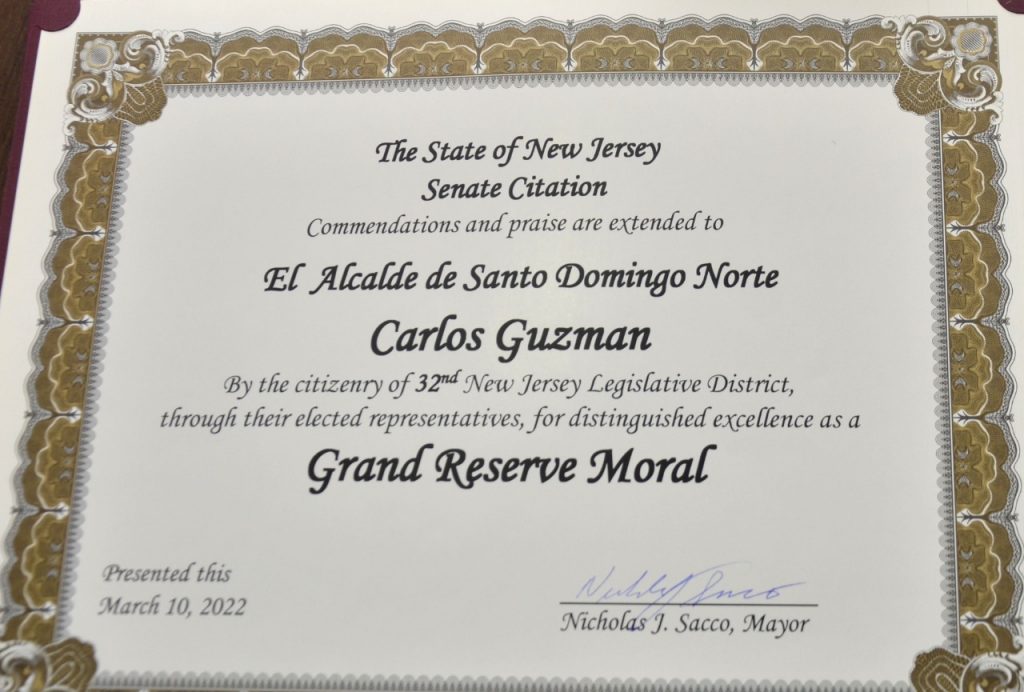 The State of New Jersey
Senate Citation
Commendations and praise are extended to
El Alcalde de Santo Domingo Norte
Carlos Guzman
By the citizenry of 32nd New Jersey Legislative District,
through their elected representatives, for distinguished excellence as a
Grand Reserve Moral
Presented this
March 10, 2022
Nicholas J. Sacco, Mayor